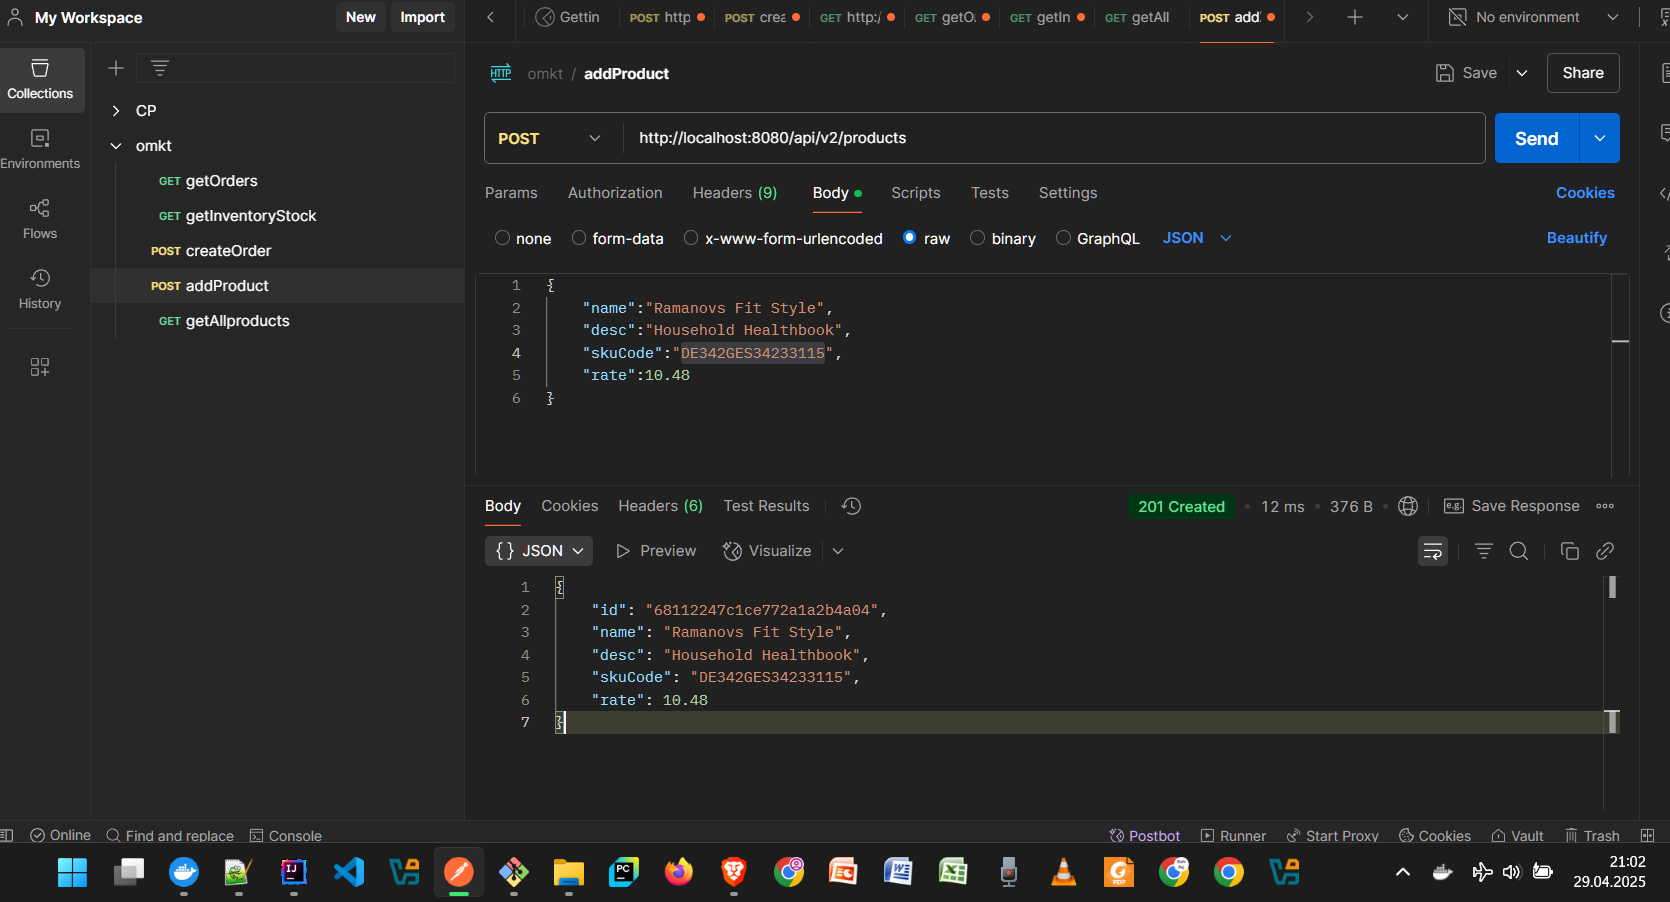 My Workspace
New
Import
Gettin
POST http
POST crea
GET http:/
GET getO
GET getIn
GET getAll
POST add
No environment
Collections
Environments
Flows
History
CP
omkt
GET getOrders
GET getInventoryStock
POST createOrder
POST addProduct
GET getAllproducts
HTTP omkt / addProduct
Save
Share
POST
http://localhost:8080/api/v2/products
Send
Params Authorization Headers (9) Body Scripts Tests Settings Cookies
none form-data x-www-form-urlencoded raw binary GraphQL JSON Beautify
1 {
2 "name":"Ramanovs Fit Style",
3 "desc":"Household Healthbook",
4 "skuCode":"DE342GES34233115",
5 "rate":10.48
6 }
Body Cookies Headers (6) Test Results 201 Created • 12 ms • 376 B • e.g. Save Response
{} JSON Preview Visualize
1 {
2 "id": "68112247c1ce772a1a2b4a04",
3 "name": "Ramanovs Fit Style",
4 "desc": "Household Healthbook",
5 "skuCode": "DE342GES34233115",
6 "rate": 10.48
7 }
Online Find and replace Console Postbot Runner Start Proxy Cookies Vault Trash
IJ
PC
PDF
21:02
29.04.2025